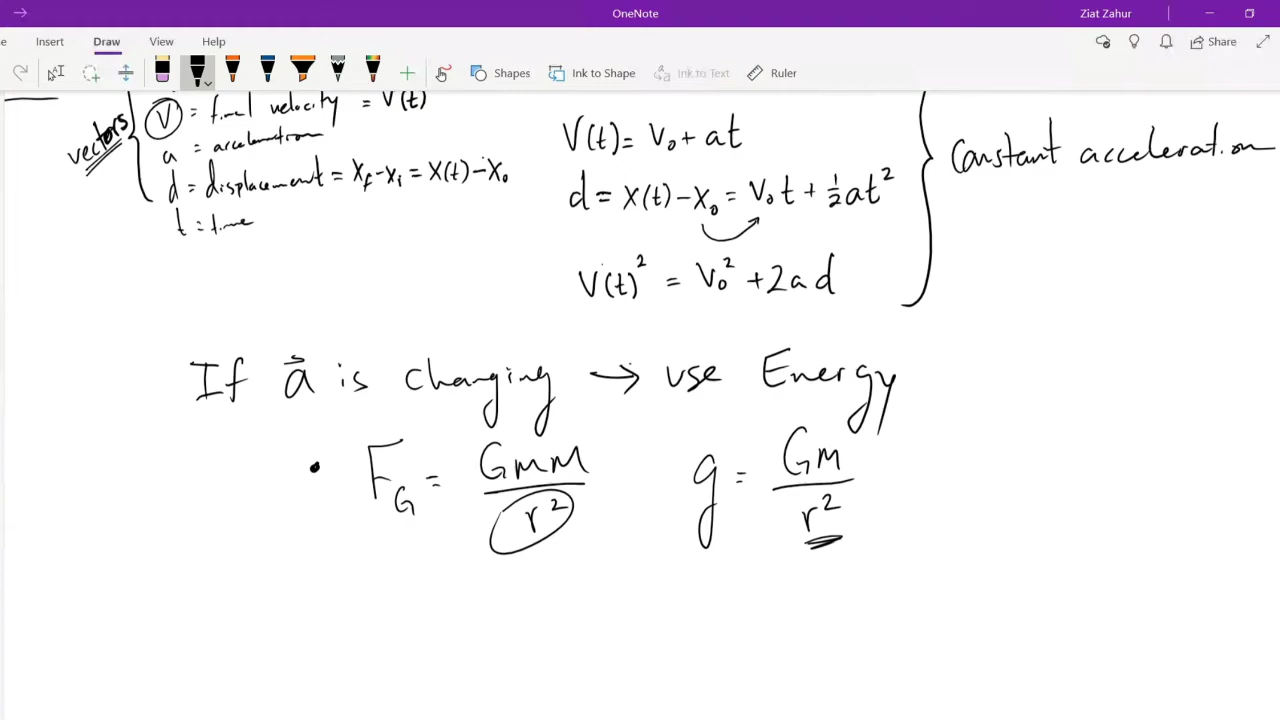 OneNote
Ziat Zahur
Insert Draw View Help
Share
Shapes
Ink to Shape
Ink to Text
Ruler
vectors
V = final velocity = V(t)
a = acceleration
d = displacement = Xf - Xi = X(t) - X₀
t = time
V(t) = V₀ + at
d = X(t) - X₀ = V₀t + ½at²
V(t)² = V₀² + 2ad
Constant acceleration
If a⃗ is changing → use Energy
• F_G = GmM / r²
g = Gm / r²